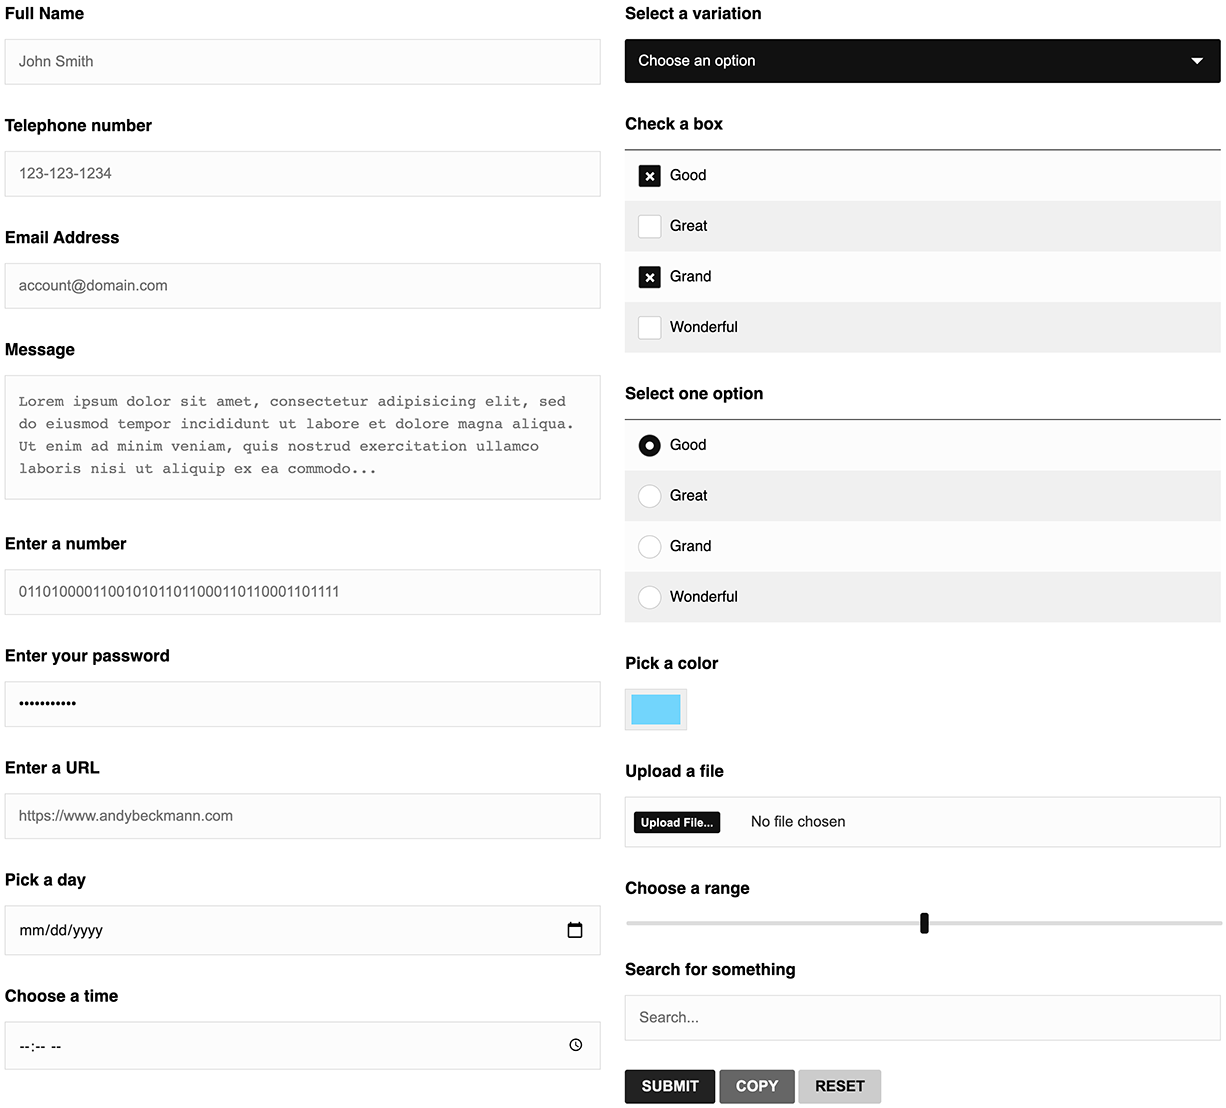 Full Name
John Smith
Telephone number
123-123-1234
Email Address
account@domain.com
Message
Lorem ipsum dolor sit amet, consectetur adipisicing elit, sed
do eiusmod tempor incididunt ut labore et dolore magna aliqua.
Ut enim ad minim veniam, quis nostrud exercitation ullamco
laboris nisi ut aliquip ex ea commodo...
Enter a number
0110100001100101011011000110110001101111
Enter your password
•••••••••••
Enter a URL
https://www.andybeckmann.com
Pick a day
mm/dd/yyyy
Choose a time
--:-- --
Select a variation
Choose an option
Check a box
Good
Great
Grand
Wonderful
Select one option
Good
Great
Grand
Wonderful
Pick a color
Upload a file
Upload File... No file chosen
Choose a range
Search for something
Search...
SUBMIT COPY RESET